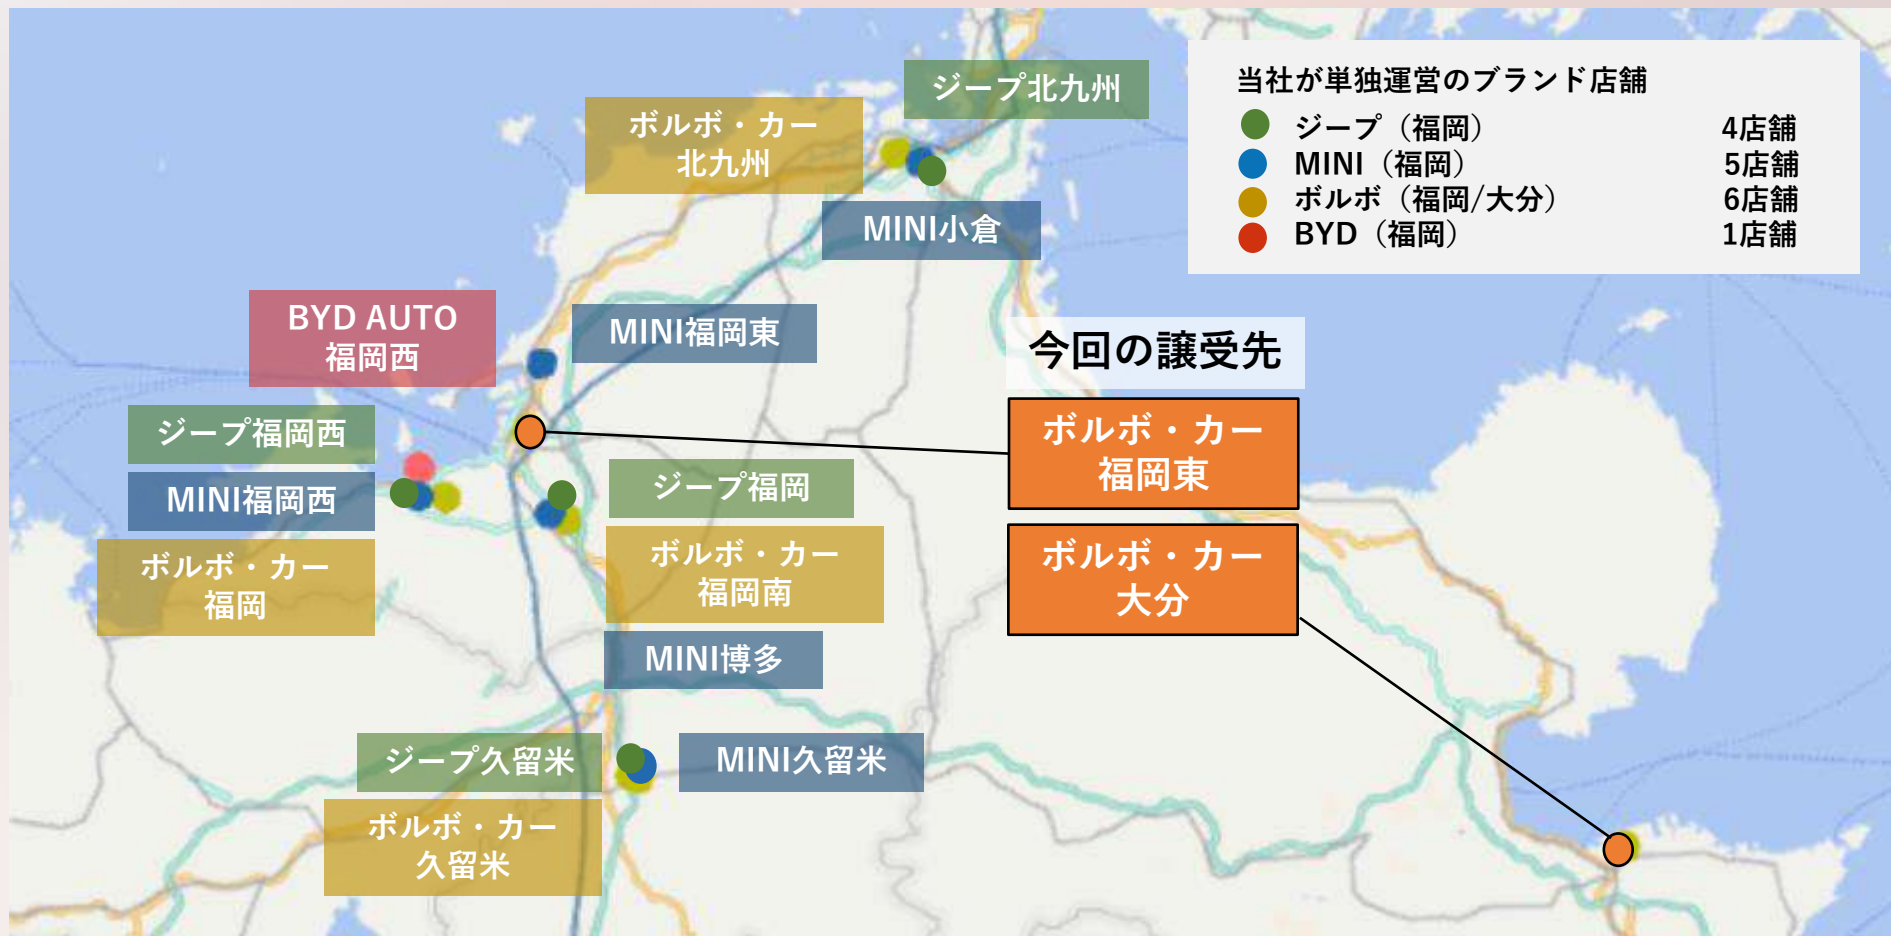 当社が単独運営のブランド店舗
ジープ（福岡） 4店舗
MINI（福岡） 5店舗
ボルボ（福岡/大分） 6店舗
BYD（福岡） 1店舗
ジープ北九州
ボルボ・カー
北九州
MINI小倉
BYD AUTO
福岡西
MINI福岡東
今回の譲受先
ボルボ・カー
福岡東
ボルボ・カー
大分
ジープ福岡西
MINI福岡西
ボルボ・カー
福岡
ジープ福岡
ボルボ・カー
福岡南
MINI博多
ジープ久留米
MINI久留米
ボルボ・カー
久留米